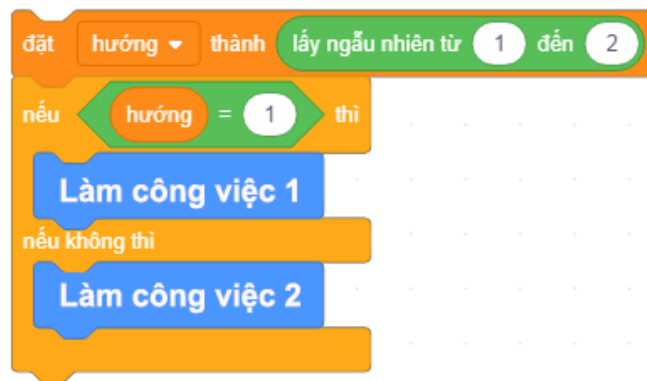 đặt hướng thành lấy ngẫu nhiên từ 1 đến 2
nếu hướng = 1 thì
Làm công việc 1
nếu không thì
Làm công việc 2